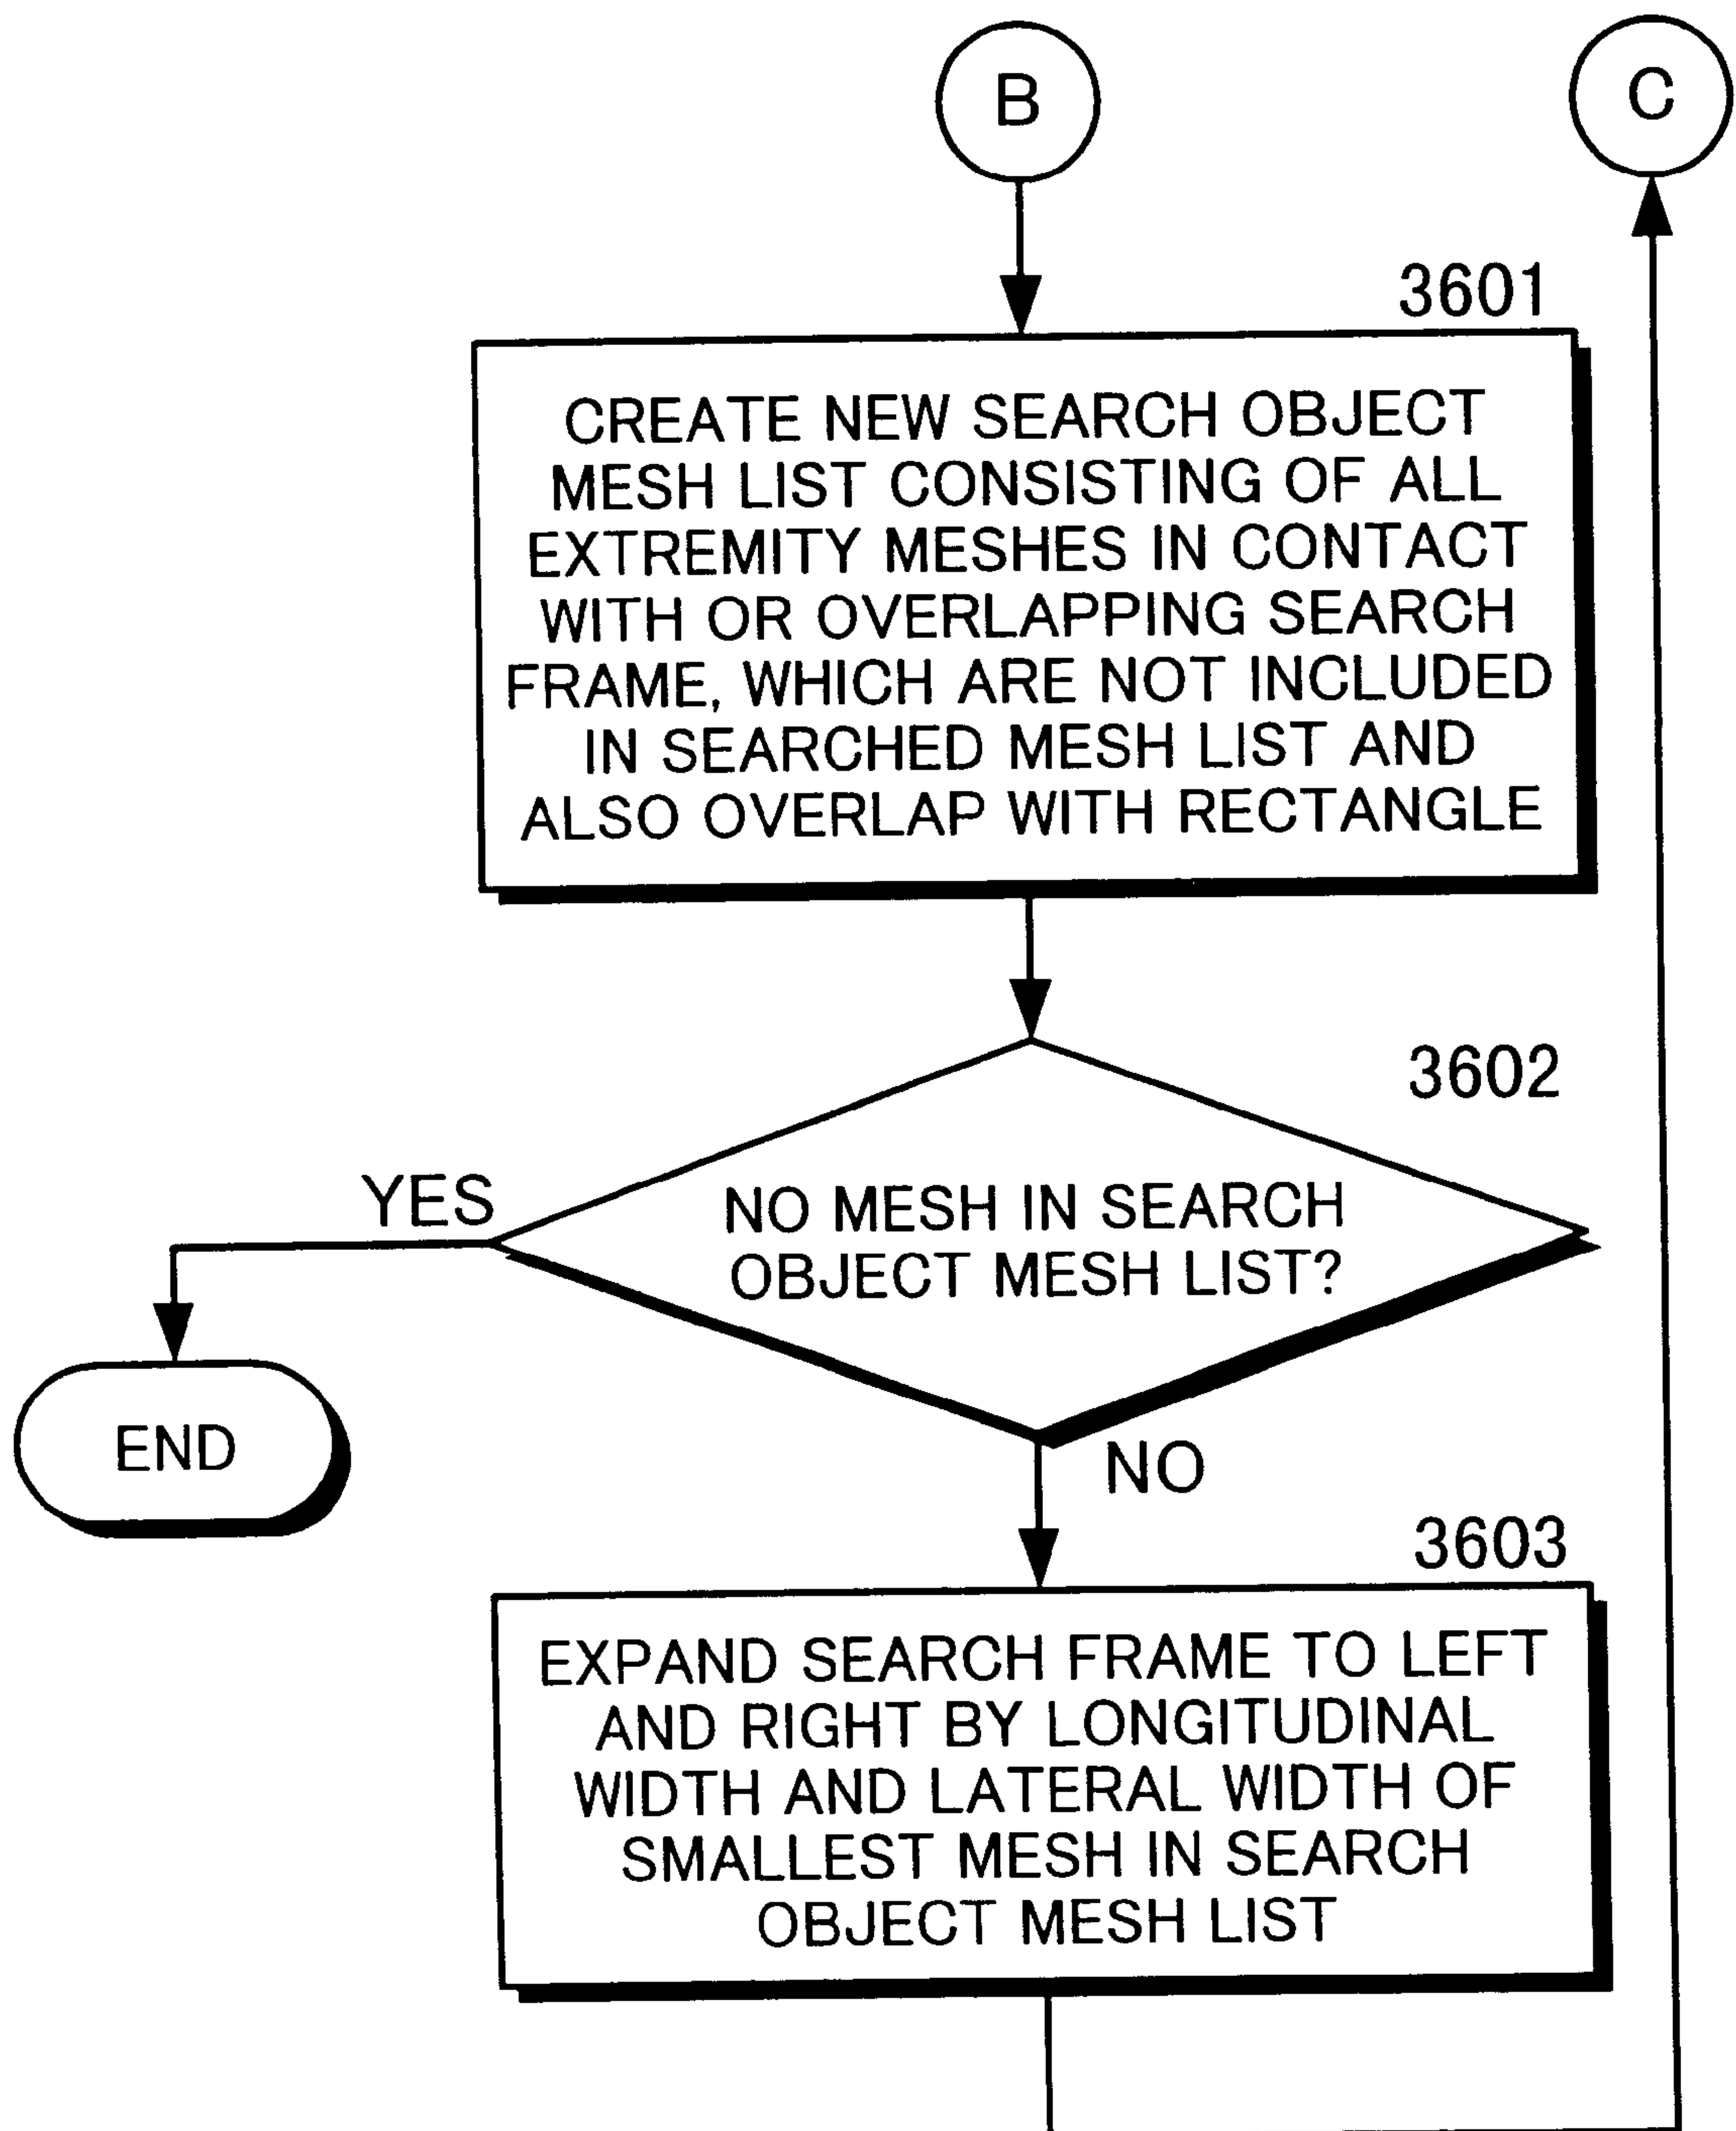 B
C
3601
CREATE NEW SEARCH OBJECT
MESH LIST CONSISTING OF ALL
EXTREMITY MESHES IN CONTACT
WITH OR OVERLAPPING SEARCH
FRAME, WHICH ARE NOT INCLUDED
IN SEARCHED MESH LIST AND
ALSO OVERLAP WITH RECTANGLE
3602
YES
NO MESH IN SEARCH
OBJECT MESH LIST?
END
NO
3603
EXPAND SEARCH FRAME TO LEFT
AND RIGHT BY LONGITUDINAL
WIDTH AND LATERAL WIDTH OF
SMALLEST MESH IN SEARCH
OBJECT MESH LIST